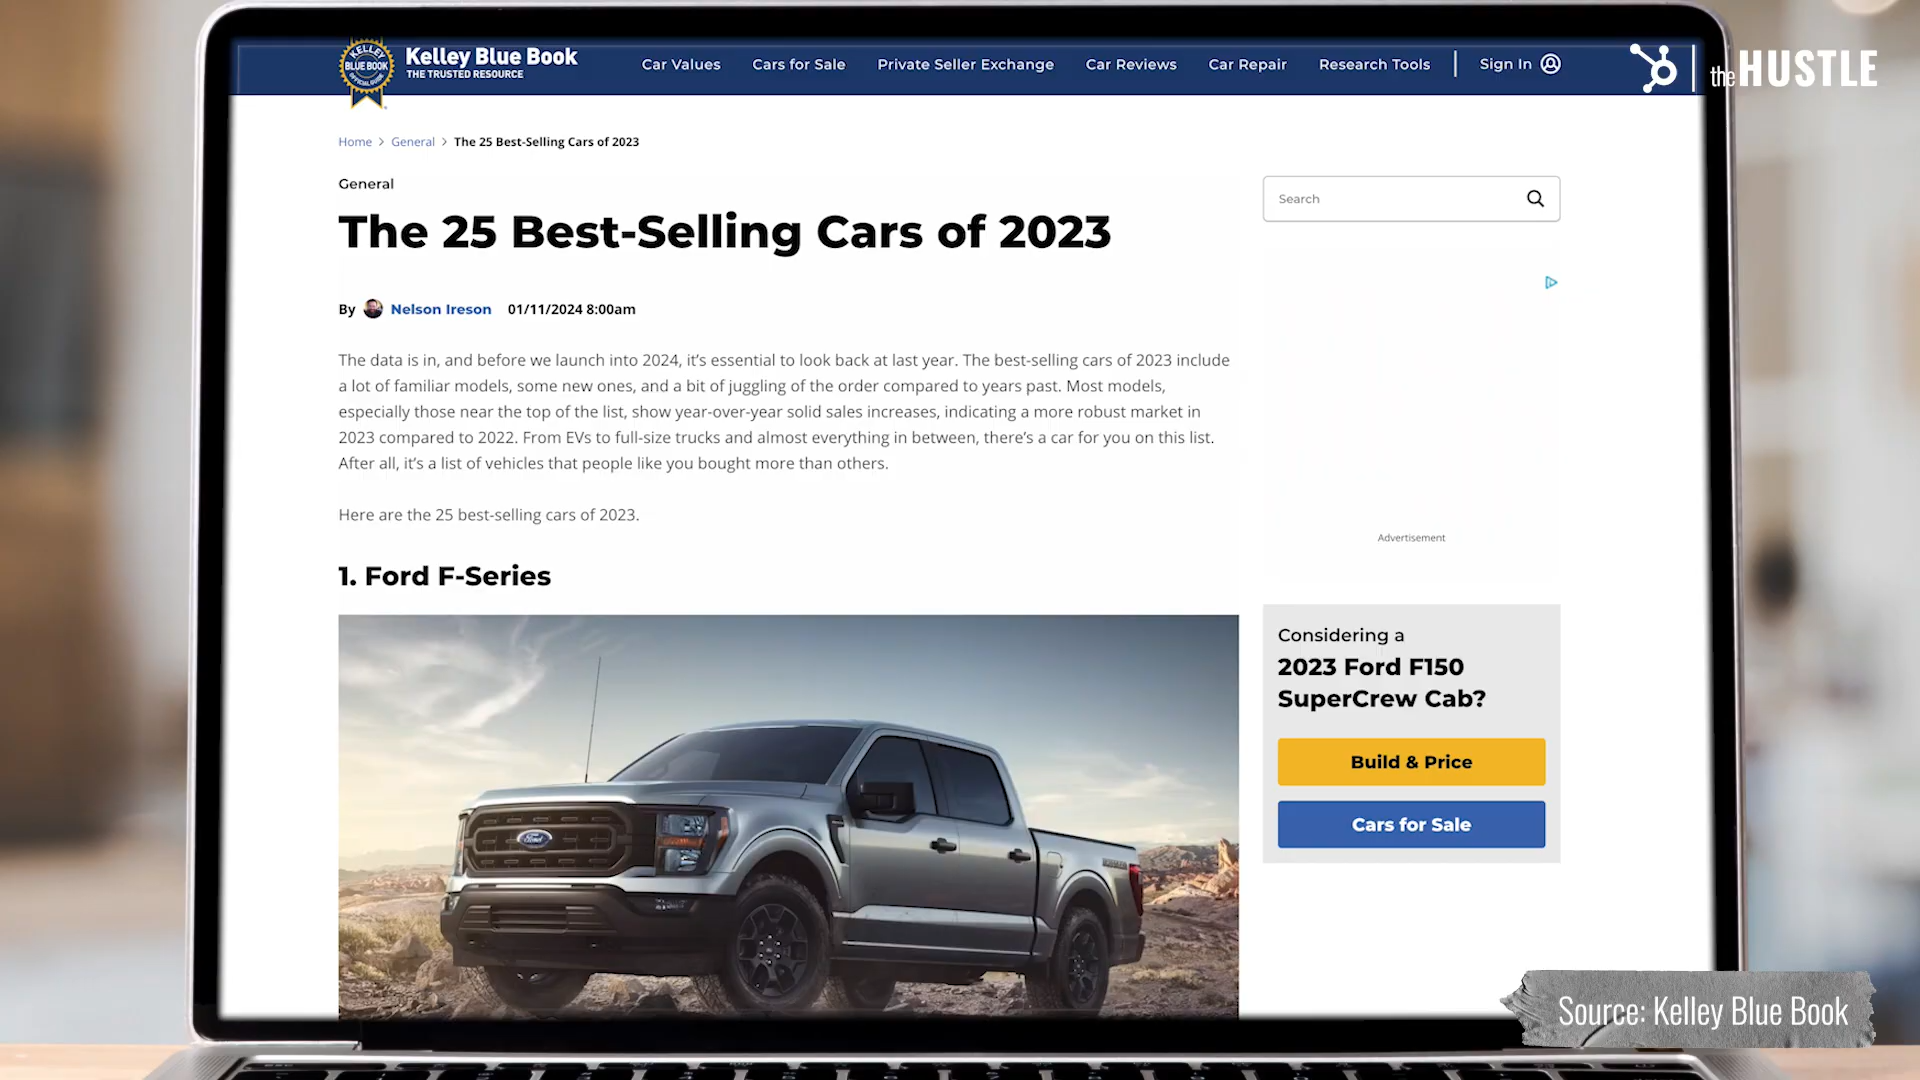 KELLEY
BLUE BOOK
OFFICIAL GUIDE
Kelley Blue Book
THE TRUSTED RESOURCE
Car Values
Cars for Sale
Private Seller Exchange
Car Reviews
Car Repair
Research Tools
Sign In
the HUSTLE
Home > General > The 25 Best-Selling Cars of 2023
General
The 25 Best-Selling Cars of 2023
Search
By Nelson Ireson 01/11/2024 8:00am
The data is in, and before we launch into 2024, it’s essential to look back at last year. The best-selling cars of 2023 include
a lot of familiar models, some new ones, and a bit of juggling of the order compared to years past. Most models,
especially those near the top of the list, show year-over-year solid sales increases, indicating a more robust market in
2023 compared to 2022. From EVs to full-size trucks and almost everything in between, there’s a car for you on this list.
After all, it’s a list of vehicles that people like you bought more than others.
Here are the 25 best-selling cars of 2023.
Advertisement
1. Ford F-Series
Ford
Considering a
2023 Ford F150
SuperCrew Cab?
Build & Price
Cars for Sale
Source: Kelley Blue Book